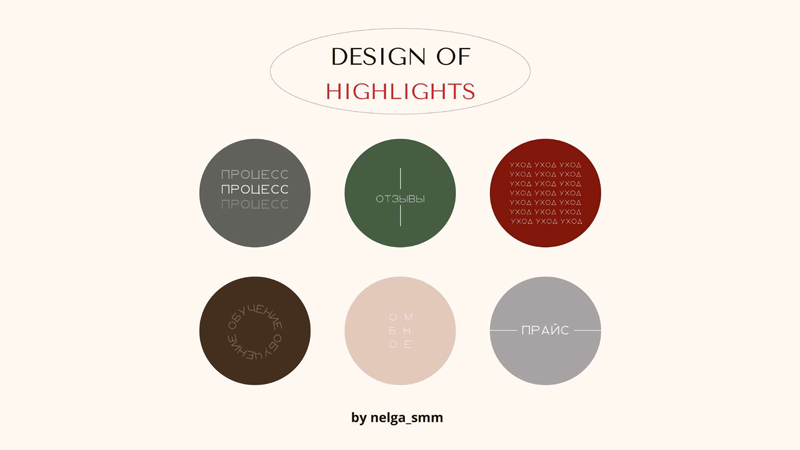 DESIGN OF
HIGHLIGHTS
ПРОЦЕСС
ПРОЦЕСС
ПРОЦЕСС
ОТЗЫВЫ
УХОД УХОД УХОД
УХОД УХОД УХОД
УХОД УХОД УХОД
УХОД УХОД УХОД
УХОД УХОД УХОД
УХОД УХОД УХОД
УХОД УХОД УХОД
ОБУЧЕНИЕ ОБУЧЕНИЕ
О М
Б Н
О Е
ПРАЙС
by nelga_smm